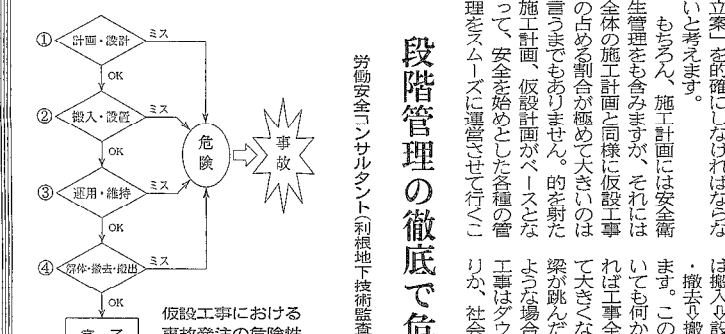 立案」を的確にしなければならな
いと考えます。
もちろん、施工計画には安全衛
生管理をも含みますが、それには
全体の施工計画と同様に仮設工事
の占める割合が極めて大きいのは
言うまでもありません。的を射た
施工計画、仮設計画がベースとな
って、安全を始めとした各種の管
理をスムーズに運営させて行くこ
は搬入⇩設
・撤去⇩搬
ます。この
いても何か
れば工事全
て大きくな
梁が跳んだ
ような場合
工事はダウ
りか、社会
段階管理の徹底で危
労働安全コンサルタント(利根地下技術監査
① 計画・設計 ミス
OK
② 搬入・設置 ミス
OK
③ 運用・維持 ミス
OK
④ 解体・撤去・搬出 ミス
OK
危険
事故
仮設工事における